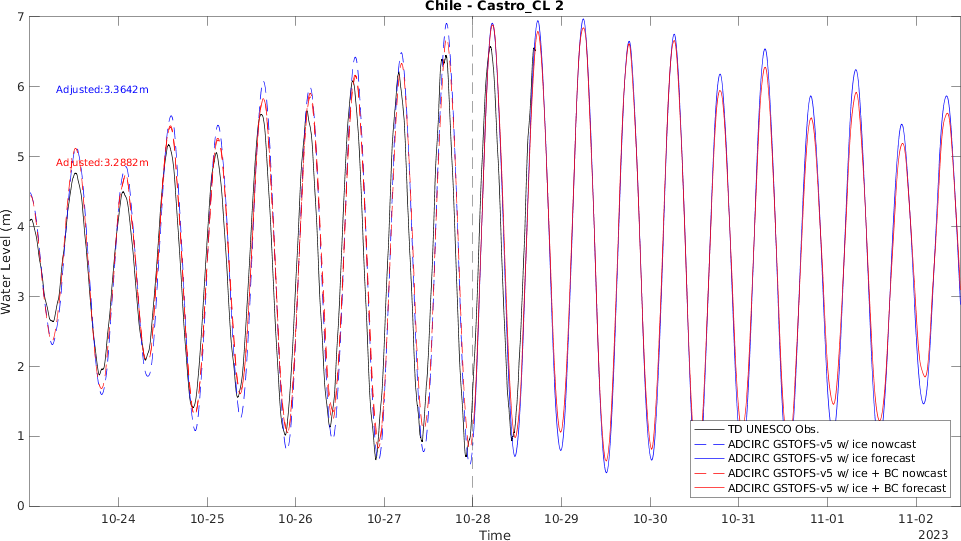 Chile - Castro_CL 2
7
6
5
4
3
2
1
0
Water Level (m)
Adjusted:3.3642m
Adjusted:3.2882m
TD UNESCO Obs.
ADCIRC GSTOFS-v5 w/ ice nowcast
ADCIRC GSTOFS-v5 w/ ice forecast
ADCIRC GSTOFS-v5 w/ ice + BC nowcast
ADCIRC GSTOFS-v5 w/ ice + BC forecast
10-24 10-25 10-26 10-27 10-28 10-29 10-30 10-31 11-01 11-02
Time
2023